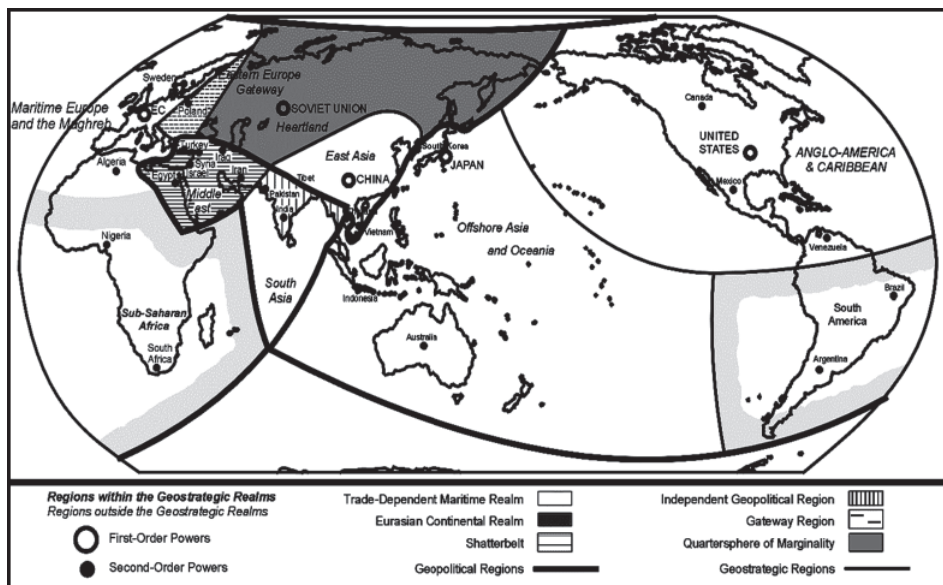 Sweden
Eastern Europe
Gateway
Maritime Europe
and the Maghreb
EC
Poland
SOVIET UNION
Heartland
Canada
UNITED
STATES
ANGLO-AMERICA
& CARIBBEAN
Mexico
Turkey
Syria
Iraq
Israel
Iran
Algeria
Egypt
Middle
East
East Asia
South Korea
JAPAN
CHINA
Tibet
Pakistan
India
Vietnam
Offshore Asia
and Oceania
Nigeria
Venezuela
South
Asia
Indonesia
Brazil
Sub-Saharan
Africa
South
America
South
Africa
Australia
Argentina
Regions within the Geostrategic Realms
Regions outside the Geostrategic Realms
First-Order Powers
Second-Order Powers
Trade-Dependent Maritime Realm
Eurasian Continental Realm
Shatterbelt
Geopolitical Regions
Independent Geopolitical Region
Gateway Region
Quartersphere of Marginality
Geostrategic Regions